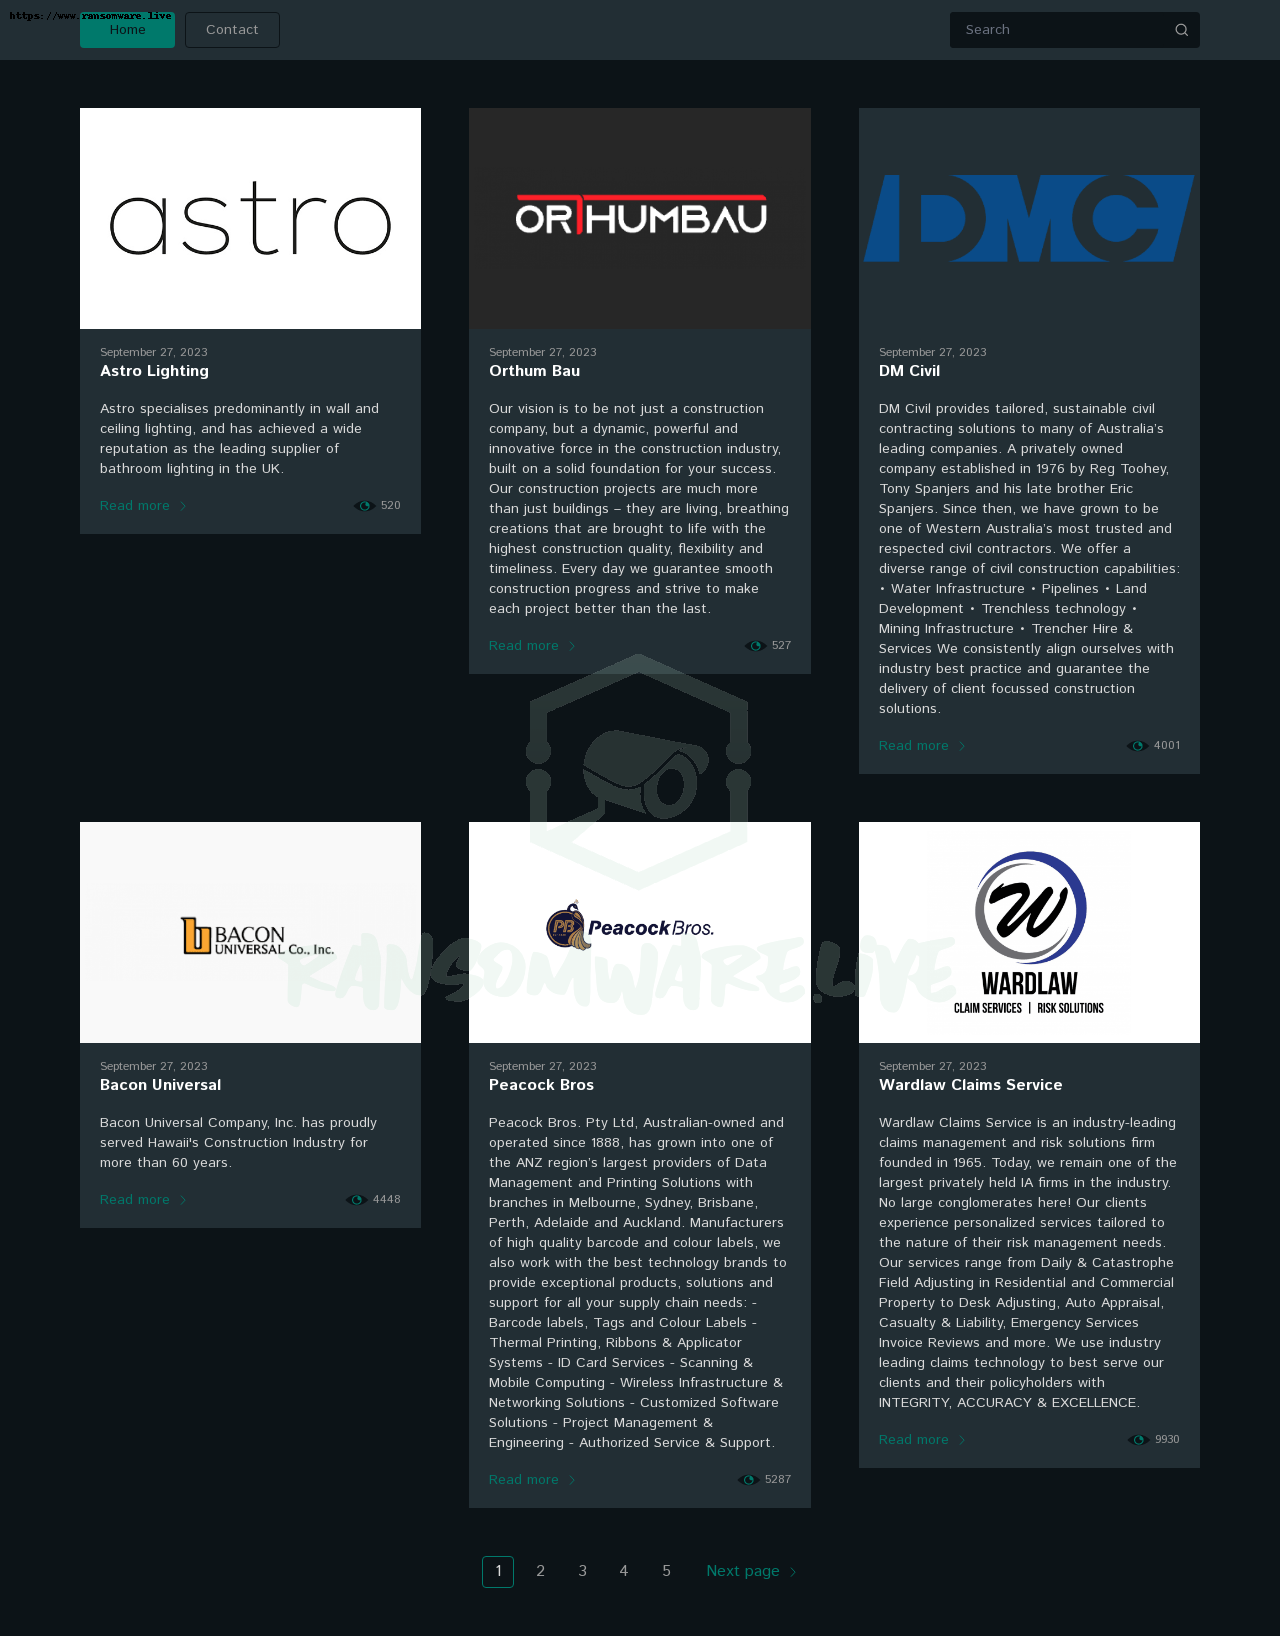 https://www.ransomware.live
Home
Contact
Search
astro
September 27, 2023
Astro Lighting
Astro specialises predominantly in wall and
ceiling lighting, and has achieved a wide
reputation as the leading supplier of
bathroom lighting in the UK.
Read more
520
ORTHUMBAU
September 27, 2023
Orthum Bau
Our vision is to be not just a construction
company, but a dynamic, powerful and
innovative force in the construction industry,
built on a solid foundation for your success.
Our construction projects are much more
than just buildings – they are living, breathing
creations that are brought to life with the
highest construction quality, flexibility and
timeliness. Every day we guarantee smooth
construction progress and strive to make
each project better than the last.
Read more
527
DMC
September 27, 2023
DM Civil
DM Civil provides tailored, sustainable civil
contracting solutions to many of Australia’s
leading companies. A privately owned
company established in 1976 by Reg Toohey,
Tony Spanjers and his late brother Eric
Spanjers. Since then, we have grown to be
one of Western Australia’s most trusted and
respected civil contractors. We offer a
diverse range of civil construction capabilities:
• Water Infrastructure • Pipelines • Land
Development • Trenchless technology •
Mining Infrastructure • Trencher Hire &
Services We consistently align ourselves with
industry best practice and guarantee the
delivery of client focussed construction
solutions.
Read more
4001
b BACON
UNIVERSAL Co., Inc.
September 27, 2023
Bacon Universal
Bacon Universal Company, Inc. has proudly
served Hawaii's Construction Industry for
more than 60 years.
Read more
4448
PB
Peacock Bros.
September 27, 2023
Peacock Bros
Peacock Bros. Pty Ltd, Australian-owned and
operated since 1888, has grown into one of
the ANZ region’s largest providers of Data
Management and Printing Solutions with
branches in Melbourne, Sydney, Brisbane,
Perth, Adelaide and Auckland. Manufacturers
of high quality barcode and colour labels, we
also work with the best technology brands to
provide exceptional products, solutions and
support for all your supply chain needs: -
Barcode labels, Tags and Colour Labels -
Thermal Printing, Ribbons & Applicator
Systems - ID Card Services - Scanning &
Mobile Computing - Wireless Infrastructure &
Networking Solutions - Customized Software
Solutions - Project Management &
Engineering - Authorized Service & Support.
Read more
5287
W
WARDLAW
CLAIM SERVICES | RISK SOLUTIONS
September 27, 2023
Wardlaw Claims Service
Wardlaw Claims Service is an industry-leading
claims management and risk solutions firm
founded in 1965. Today, we remain one of the
largest privately held IA firms in the industry.
No large conglomerates here! Our clients
experience personalized services tailored to
the nature of their risk management needs.
Our services range from Daily & Catastrophe
Field Adjusting in Residential and Commercial
Property to Desk Adjusting, Auto Appraisal,
Casualty & Liability, Emergency Services
Invoice Reviews and more. We use industry
leading claims technology to best serve our
clients and their policyholders with
INTEGRITY, ACCURACY & EXCELLENCE.
Read more
9930
RANSOMWARE.LIVE
1 2 3 4 5 Next page